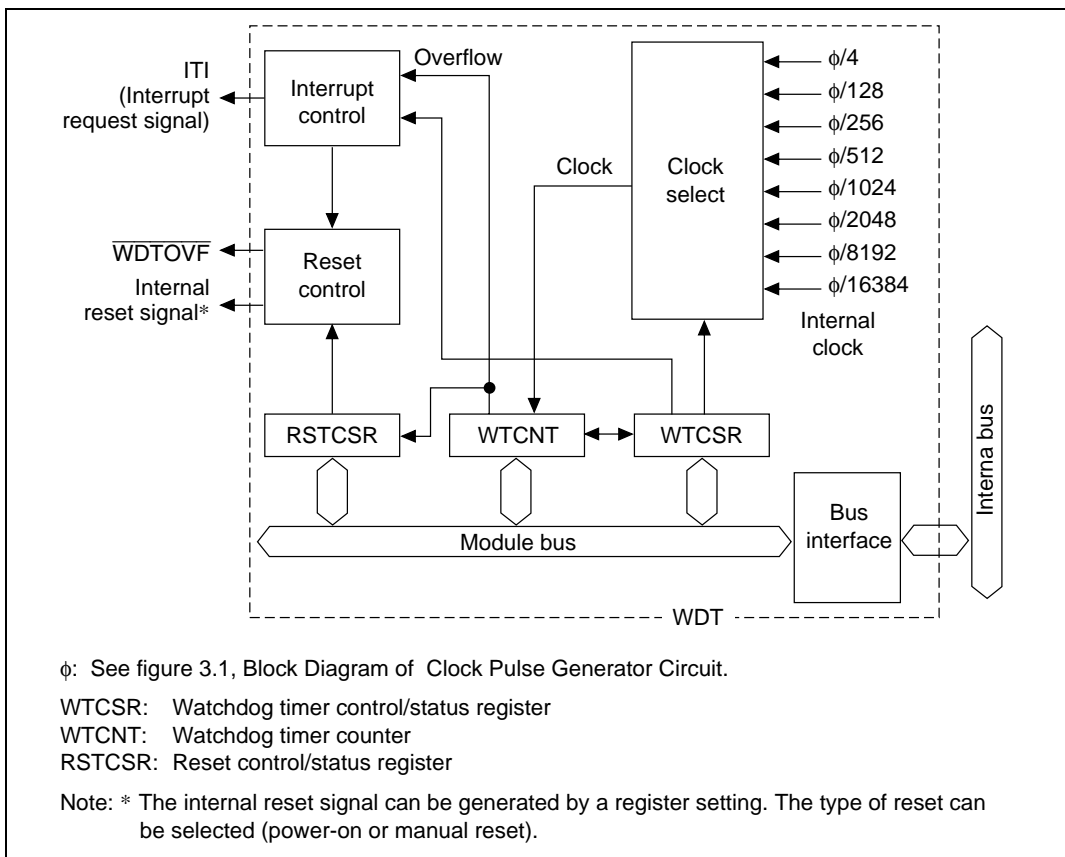 Overflow
ITI
(Interrupt
request signal)
Interrupt
control
Clock
Clock
select
ϕ/4
ϕ/128
ϕ/256
ϕ/512
ϕ/1024
ϕ/2048
ϕ/8192
ϕ/16384
Internal
clock
WDTOVF
Internal
reset signal*
Reset
control
RSTCSR
WTCNT
WTCSR
Module bus
Bus
interface
Interna bus
WDT
ϕ: See figure 3.1, Block Diagram of Clock Pulse Generator Circuit.
WTCSR: Watchdog timer control/status register
WTCNT: Watchdog timer counter
RSTCSR: Reset control/status register
Note: * The internal reset signal can be generated by a register setting. The type of reset can
be selected (power-on or manual reset).